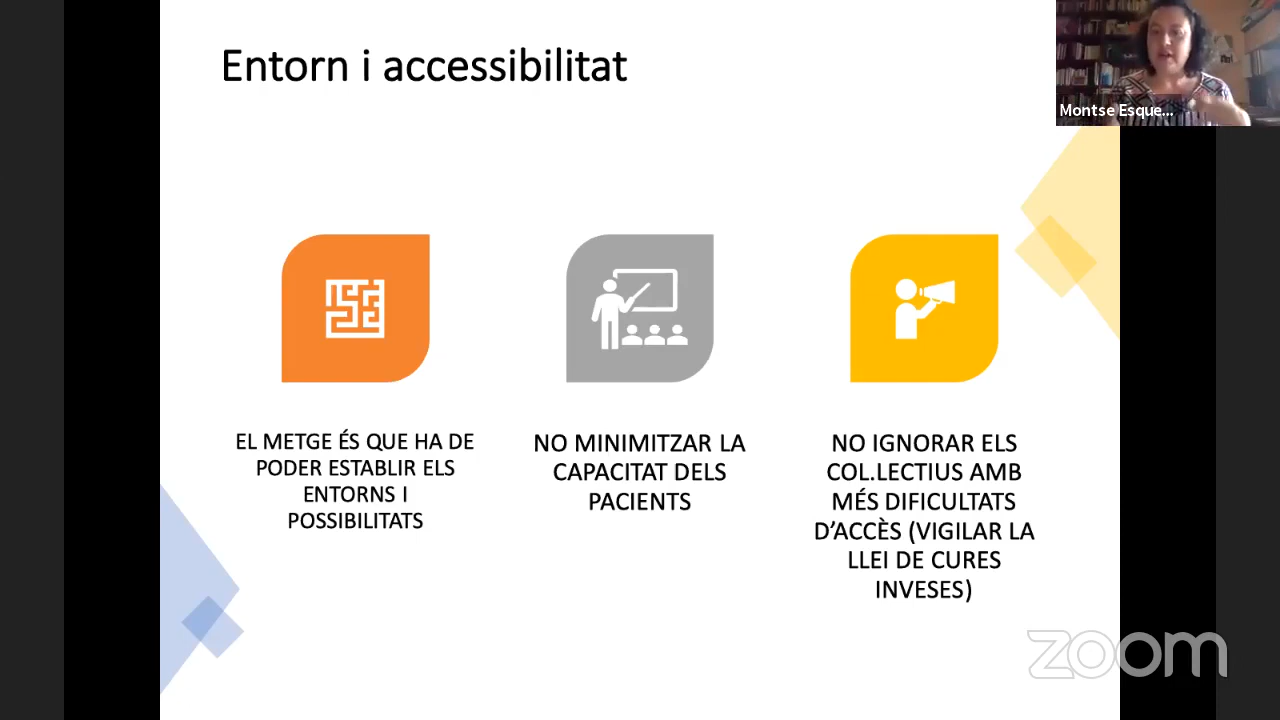 Entorn i accessibilitat
Montse Esque...
EL METGE ÉS QUE HA DE
PODER ESTABLIR ELS
ENTORNS I
POSSIBILITATS
NO MINIMITZAR LA
CAPACITAT DELS
PACIENTS
NO IGNORAR ELS
COL.LECTIUS AMB
MÉS DIFICULTATS
D’ACCÈS (VIGILAR LA
LLEI DE CURES
INVESES)
zoom